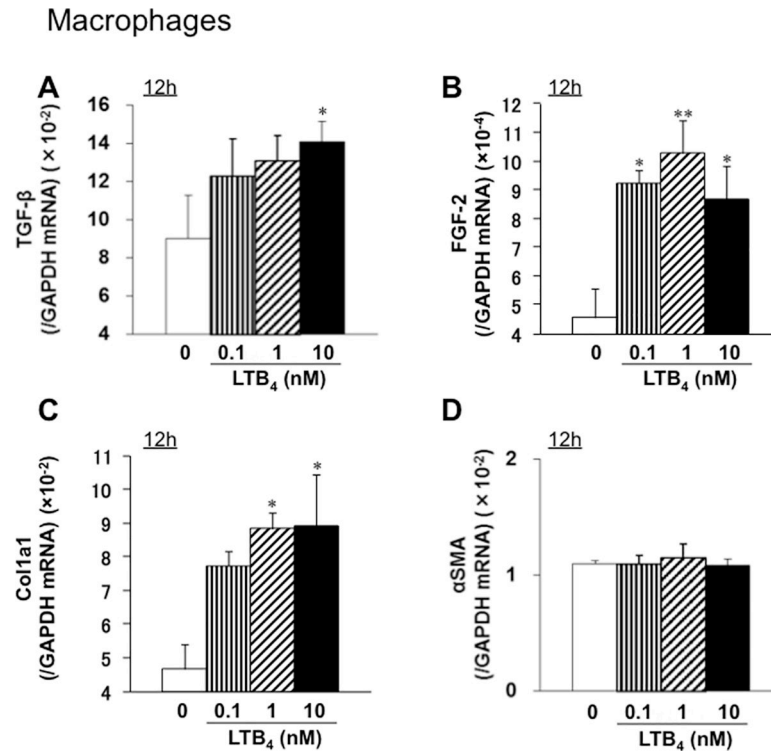 Macrophages
A
12h
TGF-β
(/GAPDH mRNA) (×10⁻²)
16
14
12
10
8
6
4
*
0 0.1 1 10
LTB₄ (nM)
B
12h
FGF-2
(/GAPDH mRNA) (×10⁻⁴)
12
11
10
9
8
7
6
5
4
* ** *
0 0.1 1 10
LTB₄ (nM)
C
12h
Col1a1
(/GAPDH mRNA) (×10⁻²)
11
10
9
8
7
6
5
4
* *
0 0.1 1 10
LTB₄ (nM)
D
12h
αSMA
(/GAPDH mRNA) (×10⁻²)
2
1
0
0 0.1 1 10
LTB₄ (nM)